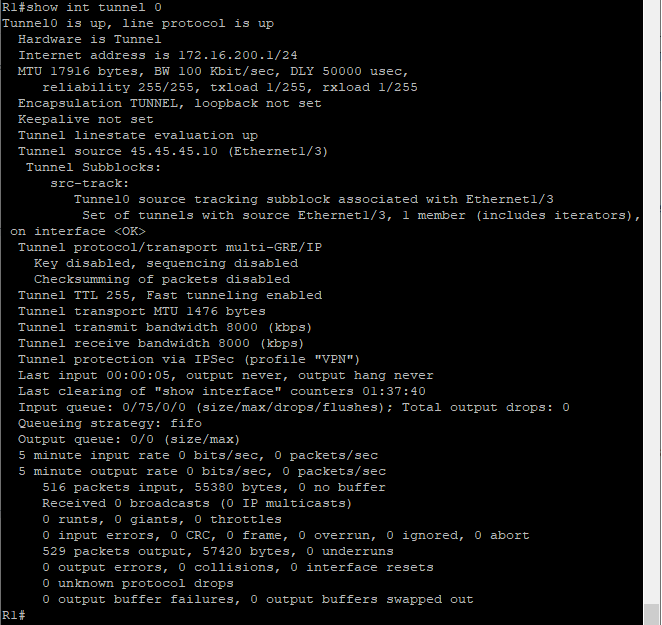 R1#show int tunnel 0
Tunnel0 is up, line protocol is up
  Hardware is Tunnel
  Internet address is 172.16.200.1/24
  MTU 17916 bytes, BW 100 Kbit/sec, DLY 50000 usec,
     reliability 255/255, txload 1/255, rxload 1/255
  Encapsulation TUNNEL, loopback not set
  Keepalive not set
  Tunnel linestate evaluation up
  Tunnel source 45.45.45.10 (Ethernet1/3)
   Tunnel Subblocks:
      src-track:
         Tunnel0 source tracking subblock associated with Ethernet1/3
          Set of tunnels with source Ethernet1/3, 1 member (includes iterators),
 on interface <OK>
  Tunnel protocol/transport multi-GRE/IP
    Key disabled, sequencing disabled
    Checksumming of packets disabled
  Tunnel TTL 255, Fast tunneling enabled
  Tunnel transport MTU 1476 bytes
  Tunnel transmit bandwidth 8000 (kbps)
  Tunnel receive bandwidth 8000 (kbps)
  Tunnel protection via IPSec (profile "VPN")
  Last input 00:00:05, output never, output hang never
  Last clearing of "show interface" counters 01:37:40
  Input queue: 0/75/0/0 (size/max/drops/flushes); Total output drops: 0
  Queueing strategy: fifo
  Output queue: 0/0 (size/max)
  5 minute input rate 0 bits/sec, 0 packets/sec
  5 minute output rate 0 bits/sec, 0 packets/sec
     516 packets input, 55380 bytes, 0 no buffer
     Received 0 broadcasts (0 IP multicasts)
     0 runts, 0 giants, 0 throttles
     0 input errors, 0 CRC, 0 frame, 0 overrun, 0 ignored, 0 abort
     529 packets output, 57420 bytes, 0 underruns
     0 output errors, 0 collisions, 0 interface resets
     0 unknown protocol drops
     0 output buffer failures, 0 output buffers swapped out
R1#